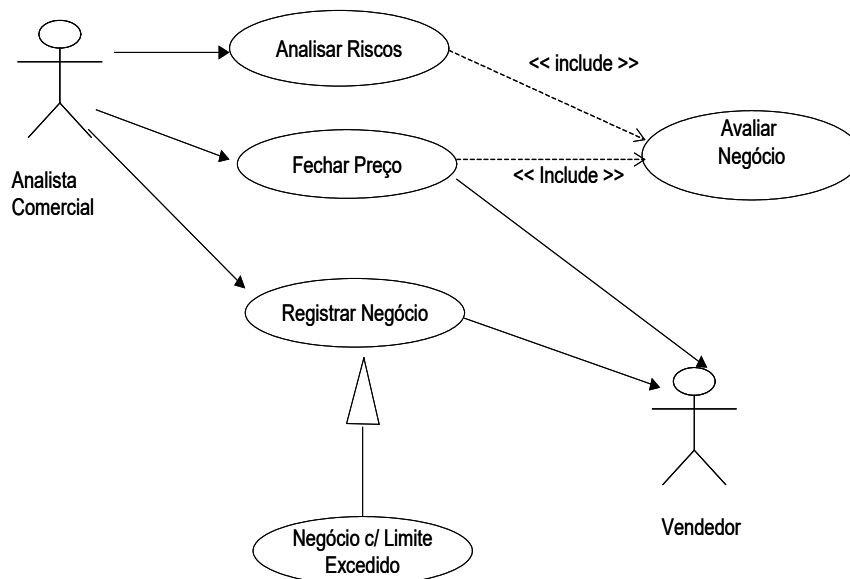 Analisar Riscos
<< include >>
Avaliar
Negócio
Fechar Preço
<< Include >>
Analista
Comercial
Registrar Negócio
Negócio c/ Limite
Excedido
Vendedor